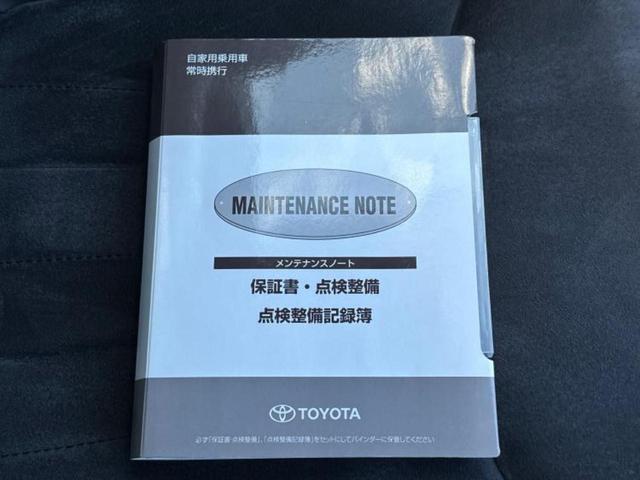 自家用乗用車
常時携行
MAINTENANCE NOTE
メンテナンスノート
保証書・点検整備
点検整備記録簿
TOYOTA
必ず「保証書・点検整備」、「点検整備記録簿」をセットにしてバインダーに保管してください